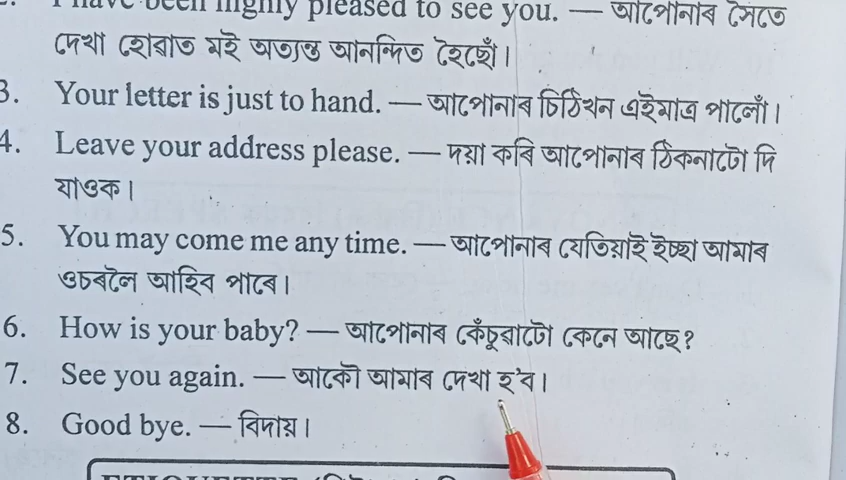 I have been highly pleased to see you. — আপোনাৰ সৈতে
দেখা হোৱাত মই অত্যন্ত আনন্দিত হৈছোঁ।
3. Your letter is just to hand. — আপোনাৰ চিঠিখন এইমাত্ৰ পালোঁ।
4. Leave your address please. — দয়া কৰি আপোনাৰ ঠিকনাটো দি
যাওক।
5. You may come me any time. — আপোনাৰ যেতিয়াই ইচ্ছা আমাৰ
ওচৰলৈ আহিব পাৰে।
6. How is your baby? — আপোনাৰ কেঁচুৱাটো কেনে আছে?
7. See you again. — আকৌ আমাৰ দেখা হ'ব।
8. Good bye. — বিদায়।